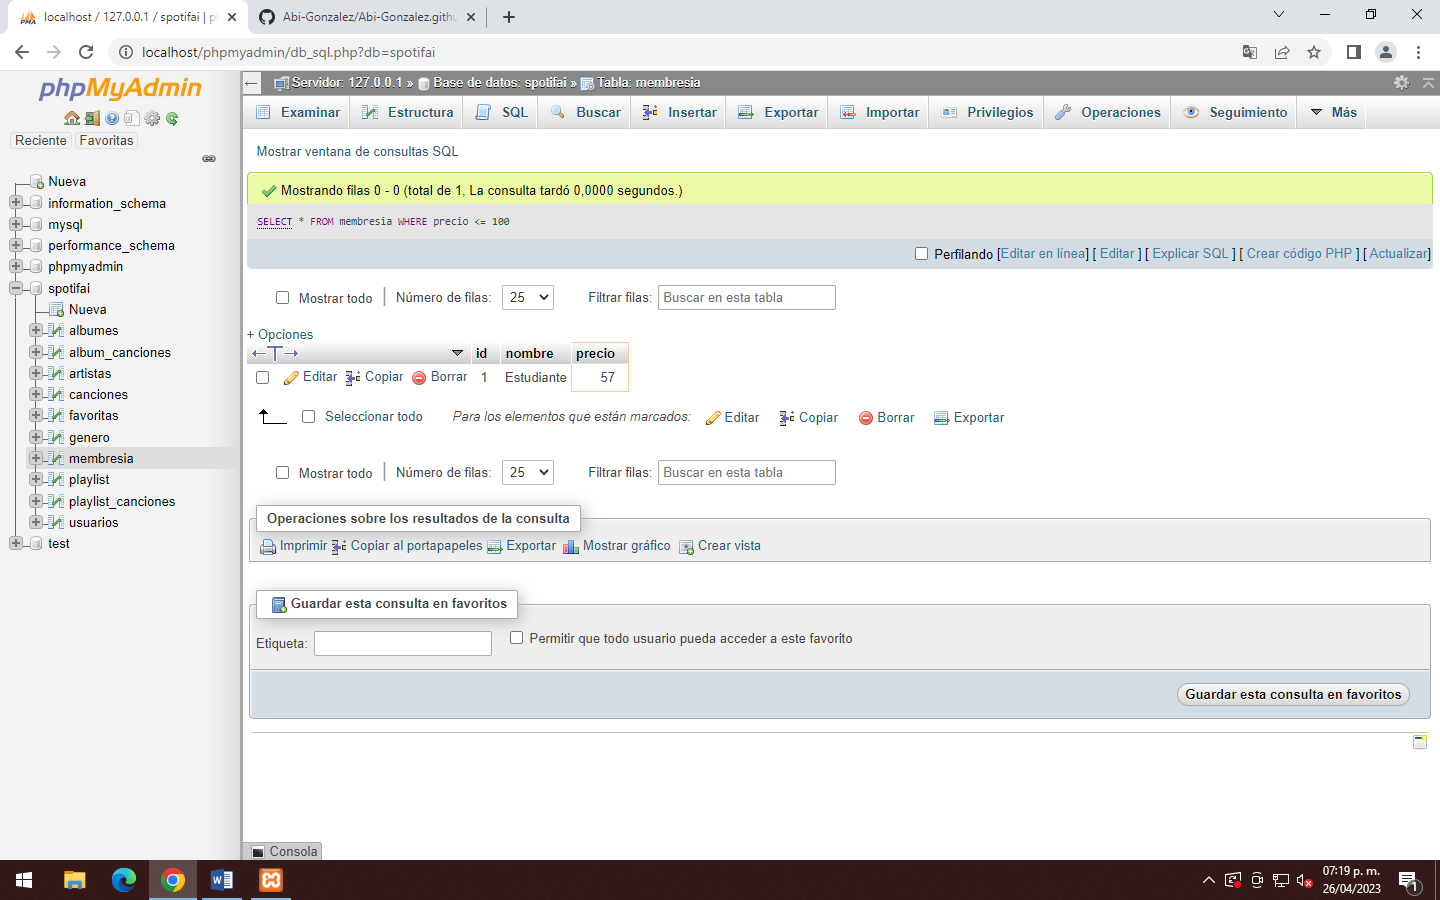 localhost / 127.0.0.1 / spotifai | p
Abi-Gonzalez/Abi-Gonzalez.githu
localhost/phpmyadmin/db_sql.php?db=spotifai
phpMyAdmin
Reciente Favoritas
Nueva
information_schema
mysql
performance_schema
phpmyadmin
spotifai
Nueva
albumes
album_canciones
artistas
canciones
favoritas
genero
membresia
playlist
playlist_canciones
usuarios
test
Servidor: 127.0.0.1 » Base de datos: spotifai » Tabla: membresia
Examinar Estructura SQL Buscar Insertar Exportar Importar Privilegios Operaciones Seguimiento Más
Mostrar ventana de consultas SQL
Mostrando filas 0 - 0 (total de 1, La consulta tardó 0,0000 segundos.)
SELECT * FROM membresia WHERE precio <= 100
Perfilando [Editar en línea] [ Editar ] [ Explicar SQL ] [ Crear código PHP ] [ Actualizar]
Mostrar todo | Número de filas: 25 Filtrar filas: Buscar en esta tabla
+ Opciones
←T→ id nombre precio
Editar Copiar Borrar 1 Estudiante 57
Seleccionar todo Para los elementos que están marcados: Editar Copiar Borrar Exportar
Mostrar todo | Número de filas: 25 Filtrar filas: Buscar en esta tabla
Operaciones sobre los resultados de la consulta
Imprimir Copiar al portapapeles Exportar Mostrar gráfico Crear vista
Guardar esta consulta en favoritos
Etiqueta: Permitir que todo usuario pueda acceder a este favorito
Guardar esta consulta en favoritos
Consola
07:19 p. m.
26/04/2023
1